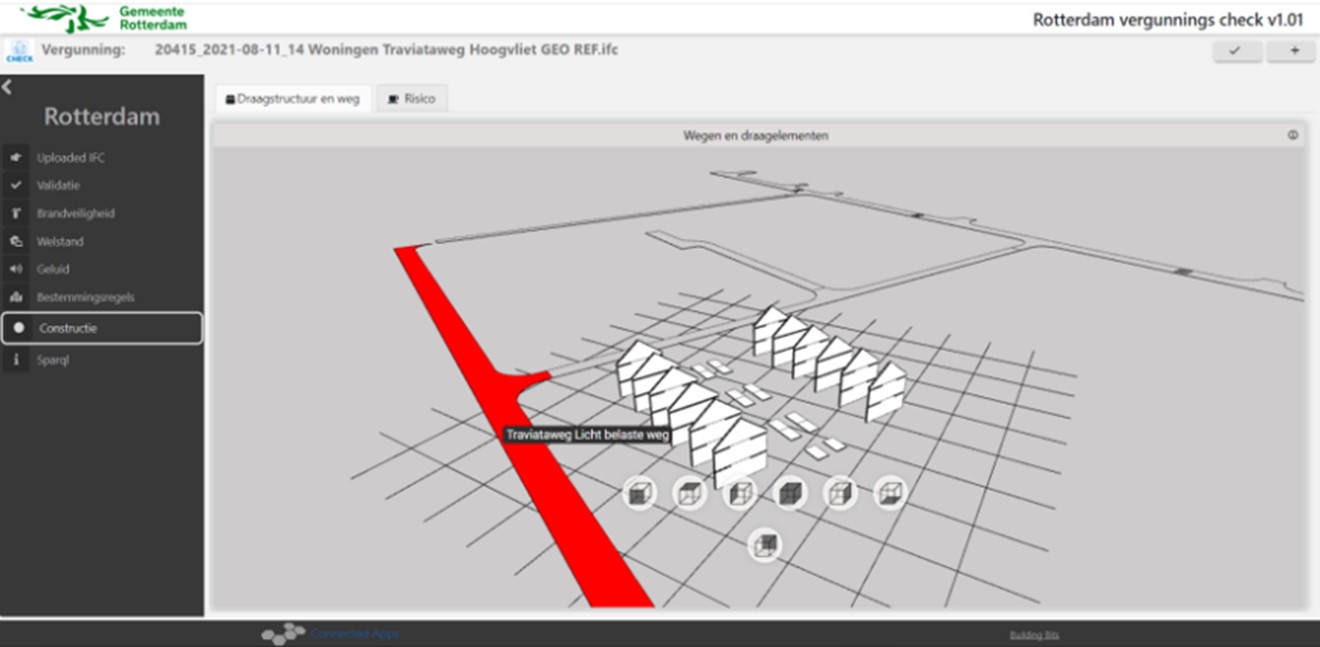 Gemeente
Rotterdam
Rotterdam vergunnings check v1.01
CHECK
Vergunning: 20415_2021-08-11_14 Woningen Traviataweg Hoogvliet GEO REF.ifc
Rotterdam
Uploaded IFC
Validatie
Brandveiligheid
Welstand
Geluid
Bestemmingsregels
Constructie
Sparql
Draagstructuur en weg
Risico
Wegen en draagelementen
Traviataweg Licht belaste weg
Connected Apps
Building Bits